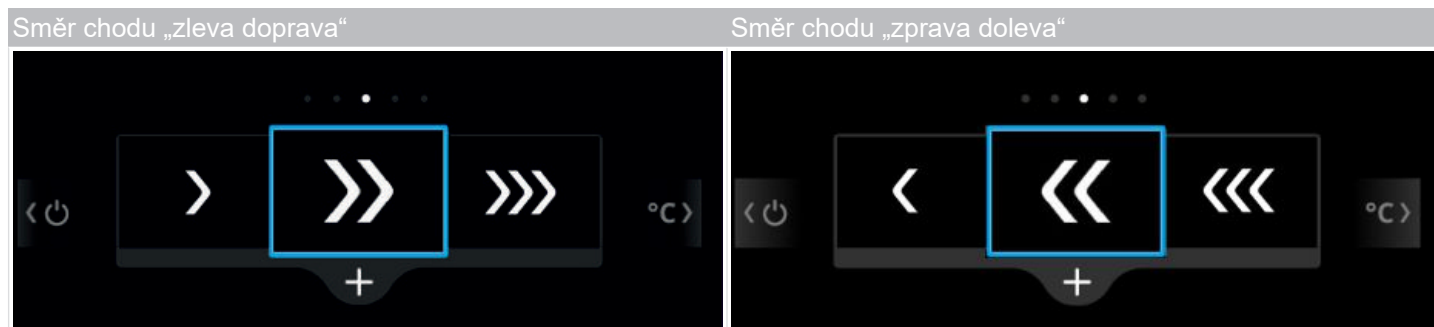 Směr chodu „zleva doprava“
Směr chodu „zprava doleva“
°C
°C